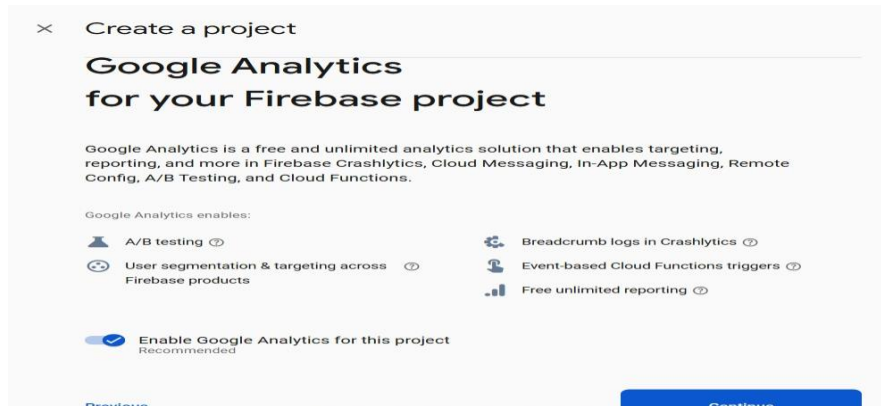 Create a project
Google Analytics
for your Firebase project
Google Analytics is a free and unlimited analytics solution that enables targeting,
reporting, and more in Firebase Crashlytics, Cloud Messaging, In-App Messaging, Remote
Config, A/B Testing, and Cloud Functions.
Google Analytics enables:
A/B testing
User segmentation & targeting across
Firebase products
Breadcrumb logs in Crashlytics
Event-based Cloud Functions triggers
Free unlimited reporting
Enable Google Analytics for this project
Recommended
Previous
Continue